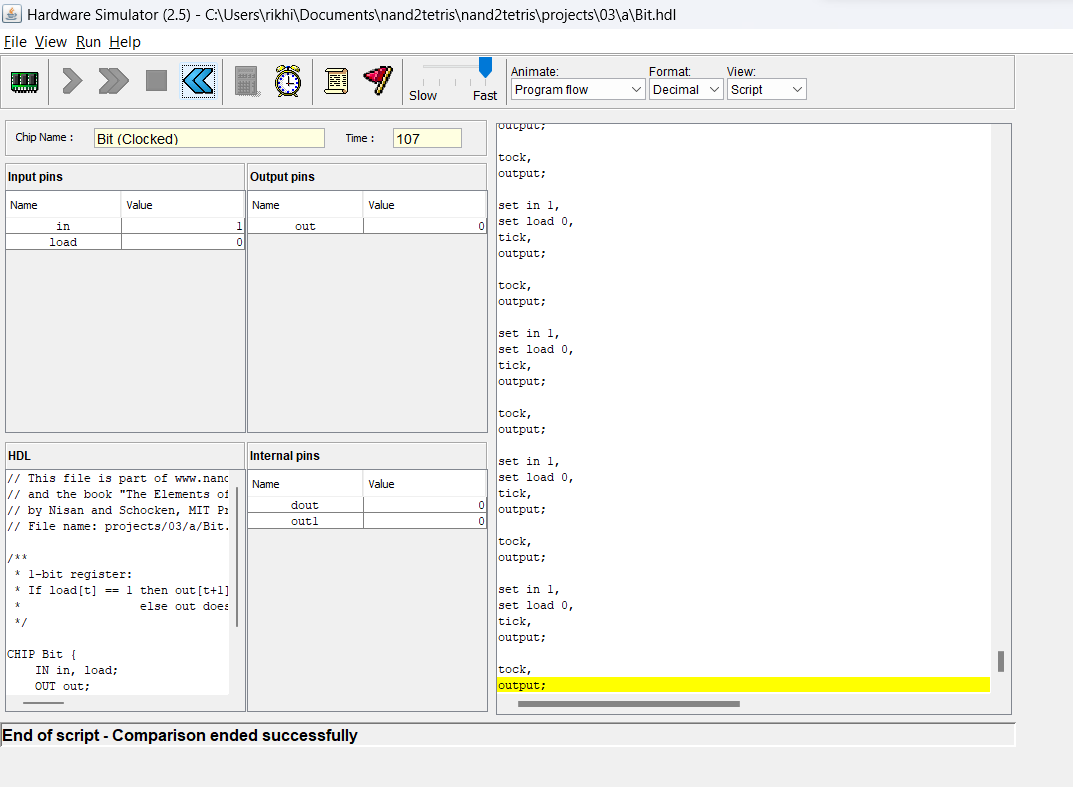 Hardware Simulator (2.5) - C:\Users\rikhi\Documents\nand2tetris\nand2tetris\projects\03\a\Bit.hdl
File View Run Help
Slow Fast
Animate: Format: View:
Program flow Decimal Script
Chip Name : Bit (Clocked) Time : 107
Input pins
Name Value
in 1
load 0
Output pins
Name Value
out 0
HDL
// This file is part of www.nand
// and the book "The Elements of
// by Nisan and Schocken, MIT Pr
// File name: projects/03/a/Bit.
/**
* 1-bit register:
* If load[t] == 1 then out[t+1]
* else out does
*/
CHIP Bit {
IN in, load;
OUT out;
Internal pins
Name Value
dout 0
out1 0
output;
tock,
output;
set in 1,
set load 0,
tick,
output;
tock,
output;
set in 1,
set load 0,
tick,
output;
tock,
output;
set in 1,
set load 0,
tick,
output;
tock,
output;
set in 1,
set load 0,
tick,
output;
tock,
output;
End of script - Comparison ended successfully